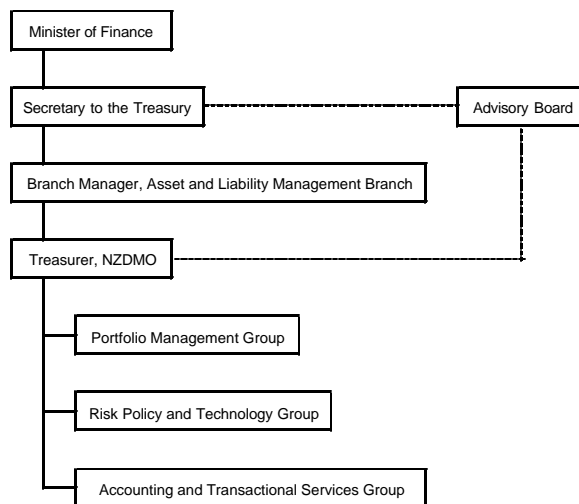 Minister of Finance
Secretary to the Treasury
Advisory Board
Branch Manager, Asset and Liability Management Branch
Treasurer, NZDMO
Portfolio Management Group
Risk Policy and Technology Group
Accounting and Transactional Services Group